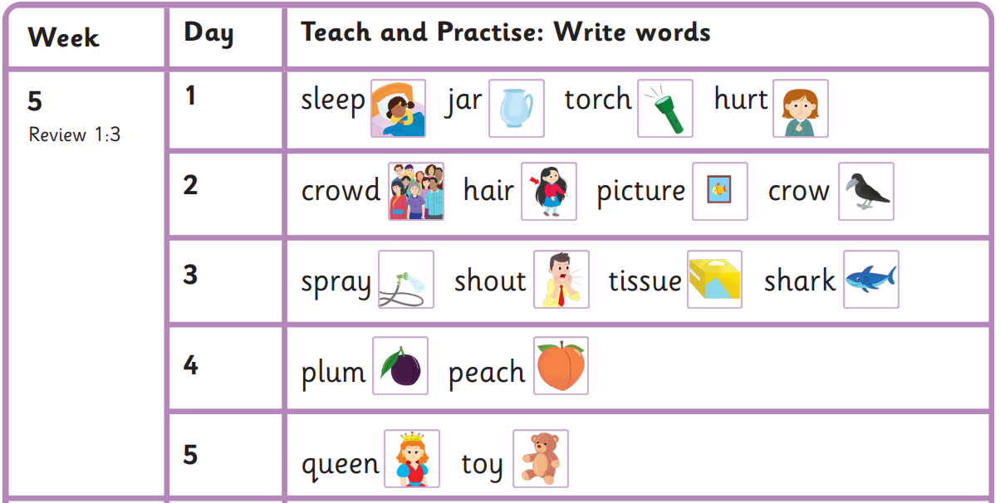 Week Day Teach and Practise: Write words
5 1 sleep jar torch hurt
Review 1:3
2 crowd hair picture crow
3 spray shout tissue shark
4 plum peach
5 queen toy